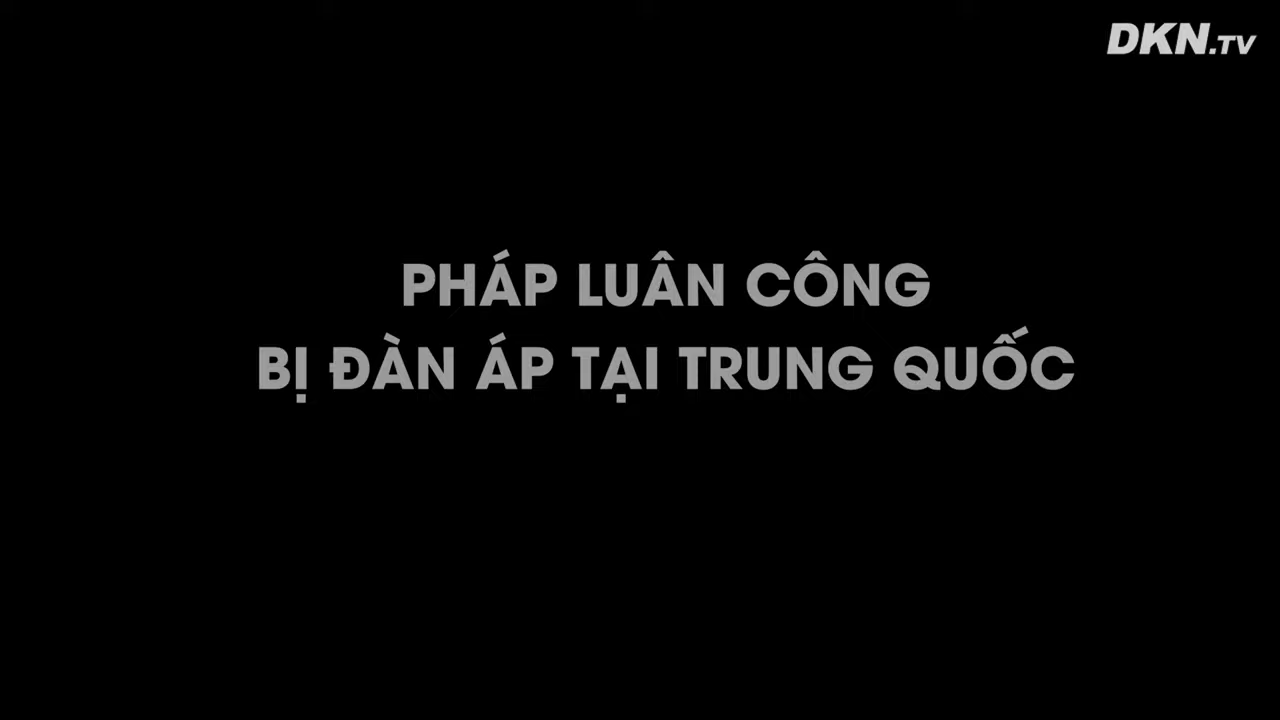 DKN.TV
PHÁP LUÂN CÔNG
BỊ ĐÀN ÁP TẠI TRUNG QUỐC